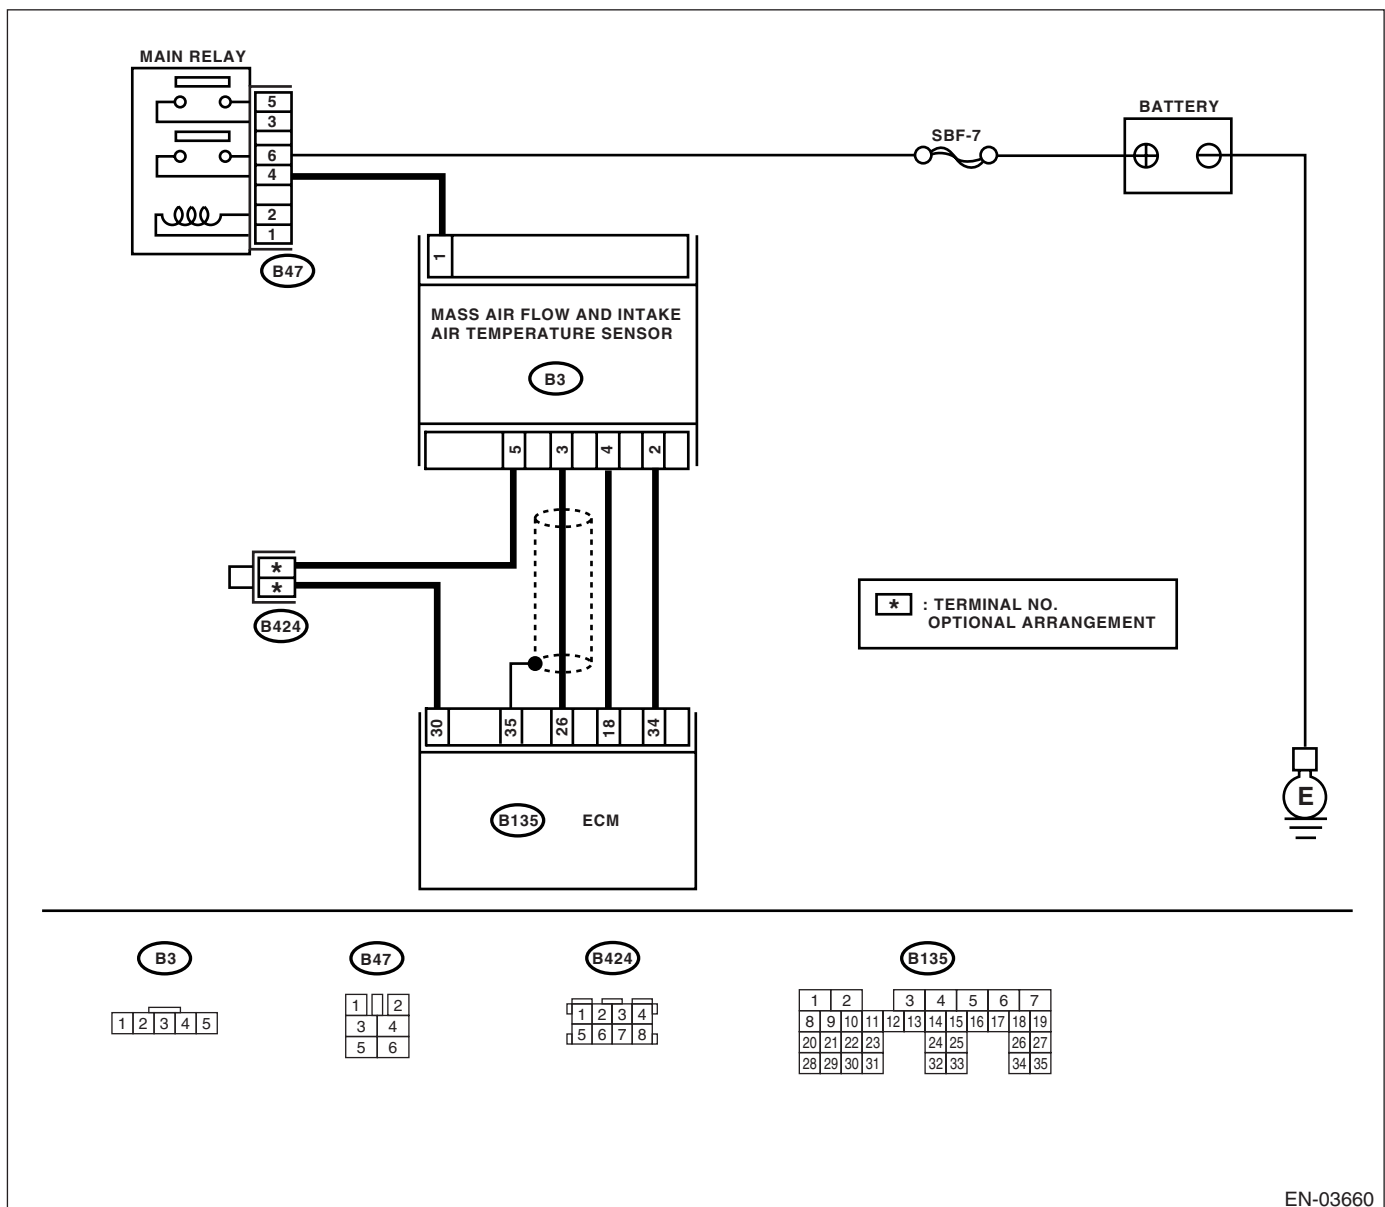 MAIN RELAY
5
3
6
4
2
1
B47
SBF-7
BATTERY
1
MASS AIR FLOW AND INTAKE
AIR TEMPERATURE SENSOR
B3
5 3 4 2
*
*
B424
* : TERMINAL NO.
OPTIONAL ARRANGEMENT
30 35 26 18 34
B135 ECM
E
B3
1 2 3 4 5
B47
1 2
3 4
5 6
B424
1 2 3 4
5 6 7 8
B135
1 2 3 4 5 6 7
8 9 10 11 12 13 14 15 16 17 18 19
20 21 22 23 24 25 26 27
28 29 30 31 32 33 34 35
EN-03660